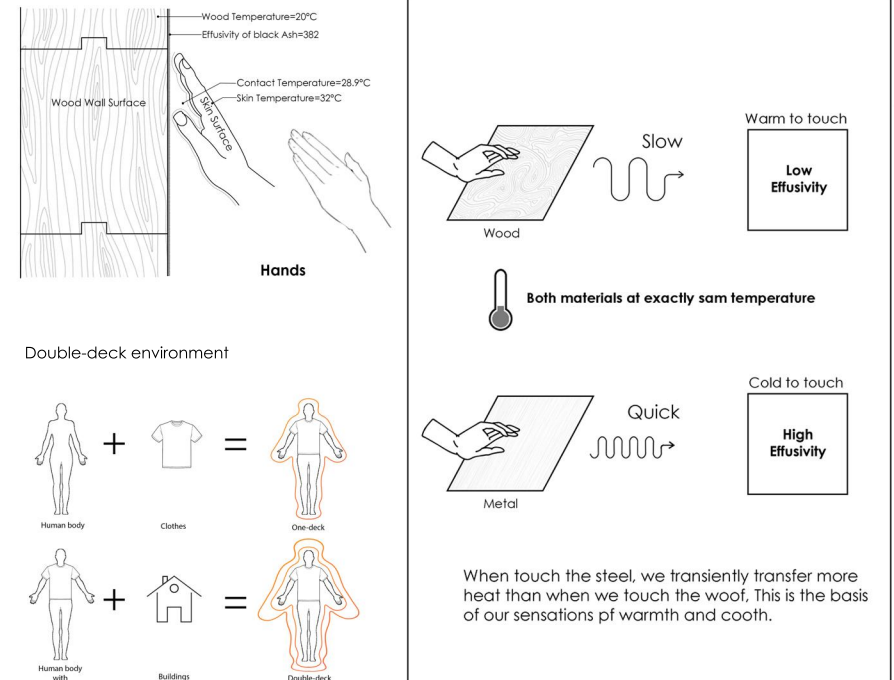 Wood Temperature=20°C
Effusivity of black Ash=382
Contact Temperature=28.9°C
Skin Temperature=32°C
Wood Wall Surface
Skin Surface
Hands
Double-deck environment
Human body
Clothes
One-deck
Human body
with
Buildings
Double-deck
Slow
Warm to touch
Low
Effusivity
Wood
Both materials at exactly sam temperature
Quick
Cold to touch
High
Effusivity
Metal
When touch the steel, we transiently transfer more
heat than when we touch the woof, This is the basis
of our sensations pf warmth and cooth.